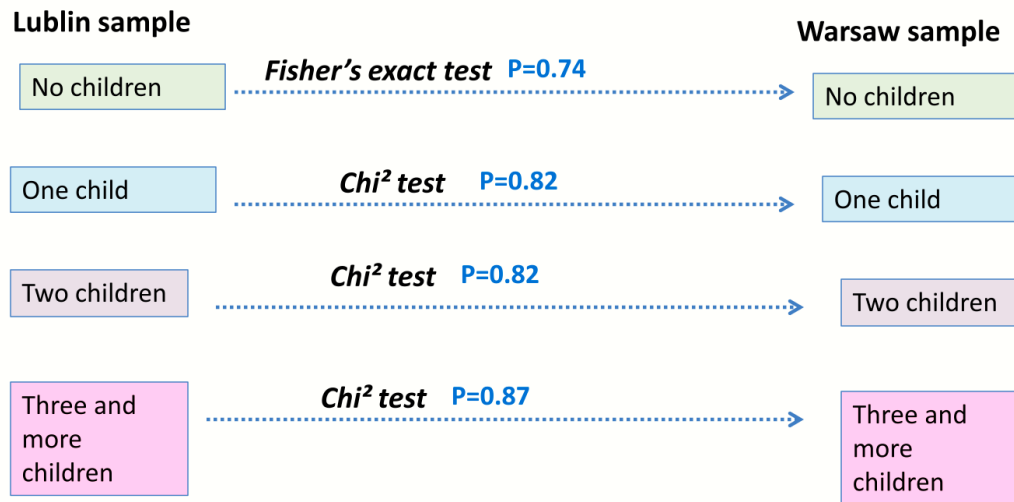 Lublin sample
Warsaw sample
No children
Fisher's exact test P=0.74
No children
One child
Chi² test P=0.82
One child
Two children
Chi² test P=0.82
Two children
Three and
more
children
Chi² test P=0.87
Three and
more
children